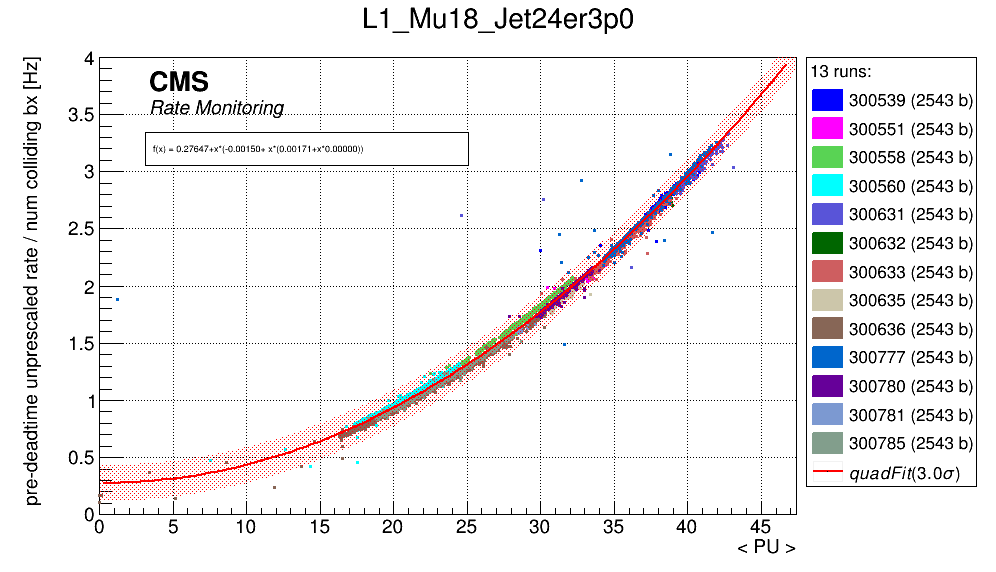 L1_Mu18_Jet24er3p0
pre-deadtime unprescaled rate / num colliding bx [Hz]
4
3.5
3
2.5
2
1.5
1
0.5
0
CMS
Rate Monitoring
f(x) = 0.27647+x*(-0.00150+ x*(0.00171+x*0.00000))
0 5 10 15 20 25 30 35 40 45
< PU >
13 runs:
300539 (2543 b)
300551 (2543 b)
300558 (2543 b)
300560 (2543 b)
300631 (2543 b)
300632 (2543 b)
300633 (2543 b)
300635 (2543 b)
300636 (2543 b)
300777 (2543 b)
300780 (2543 b)
300781 (2543 b)
300785 (2543 b)
quadFit(3.0σ)